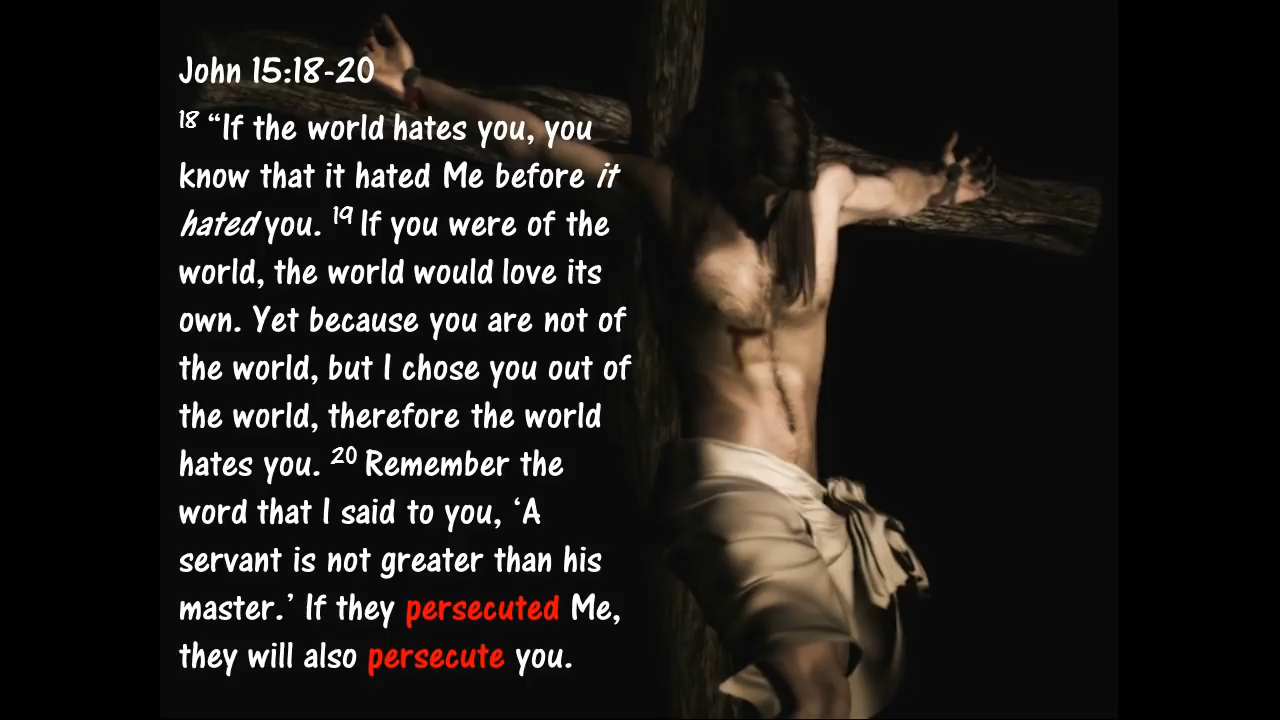 John 15:18-20
18 “If the world hates you, you
know that it hated Me before it
hated you. 19 If you were of the
world, the world would love its
own. Yet because you are not of
the world, but I chose you out of
the world, therefore the world
hates you. 20 Remember the
word that I said to you, ‘A
servant is not greater than his
master.’ If they persecuted Me,
they will also persecute you.